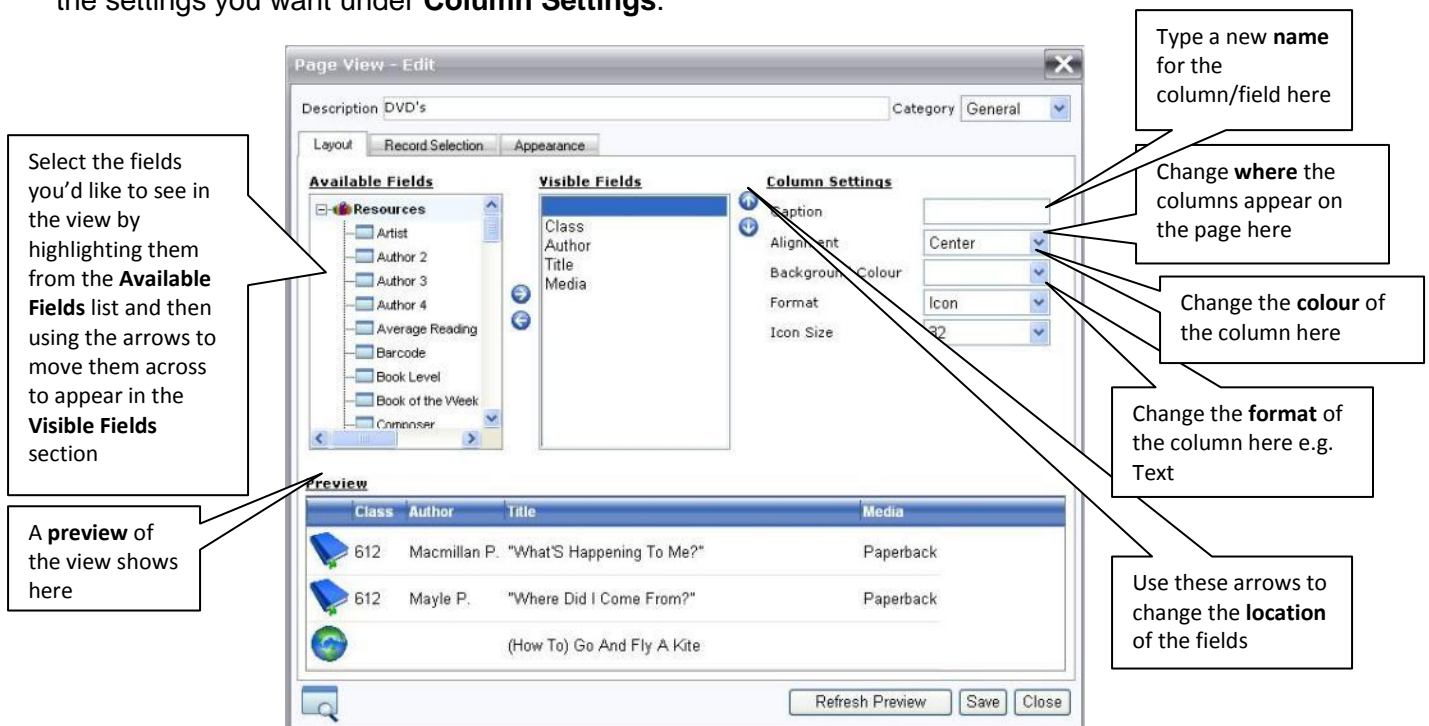 the settings you want under Column Settings.
Type a new name
for the
column/field here
Page View - Edit
Description DVD's Category General
Layout Record Selection Appearance
Select the fields
you'd like to see in
the view by
highlighting them
from the Available
Fields list and then
using the arrows to
move them across
to appear in the
Visible Fields
section
Available Fields
Resources
Artist
Author 2
Author 3
Author 4
Average Reading
Barcode
Book Level
Book of the Week
Composer
Visible Fields
Class
Author
Title
Media
Column Settings
Caption
Alignment Center
Background Colour
Format Icon
Icon Size 32
Change where the
columns appear on
the page here
Change the colour of
the column here
Change the format of
the column here e.g.
Text
Preview
Class Author Title Media
612 Macmillan P. "What'S Happening To Me?" Paperback
612 Mayle P. "Where Did I Come From?" Paperback
(How To) Go And Fly A Kite
A preview of
the view shows
here
Use these arrows to
change the location
of the fields
Refresh Preview Save Close